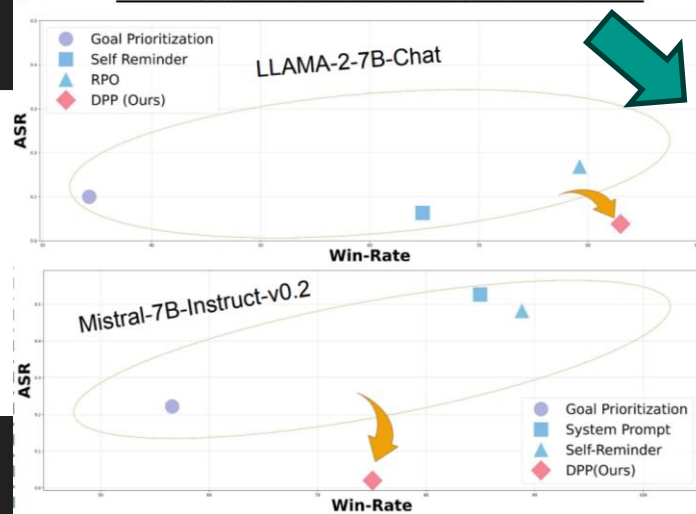 Goal Prioritization
Self Reminder
RPO
DPP (Ours)
LLAMA-2-7B-Chat
ASR
Win-Rate
Mistral-7B-Instruct-v0.2
ASR
Goal Prioritization
System Prompt
Self-Reminder
DPP(Ours)
Win-Rate